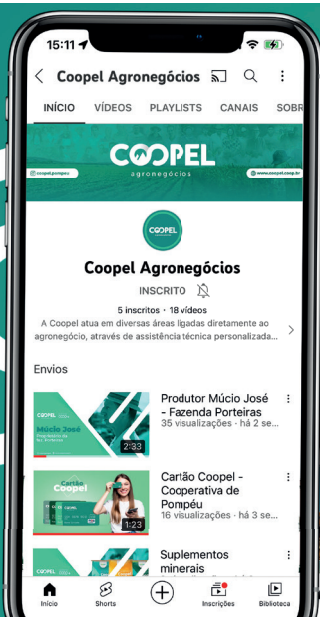 15:11
Coopel Agronegócios
INÍCIO VÍDEOS PLAYLISTS CANAIS SOBR
COOPEL
agronegócios
coopel.pompeu
www.coopel.coop.br
COOPEL
Coopel Agronegócios
INSCRITO
5 inscritos · 18 vídeos
A Coopel atua em diversas áreas ligadas diretamente ao
agronegócio, através de assistência técnica personalizada...
Envios
COOPEL
Múcio José
2:33
Produtor Múcio José
- Fazenda Porteiras
35 visualizações · há 2 se...
Cartão
Coopel
1:23
Cartão Coopel -
Cooperativa de
Pompéu
16 visualizações · há 3 se...
COOPEL
Suplementos
minerais
Início Shorts Inscrições Biblioteca